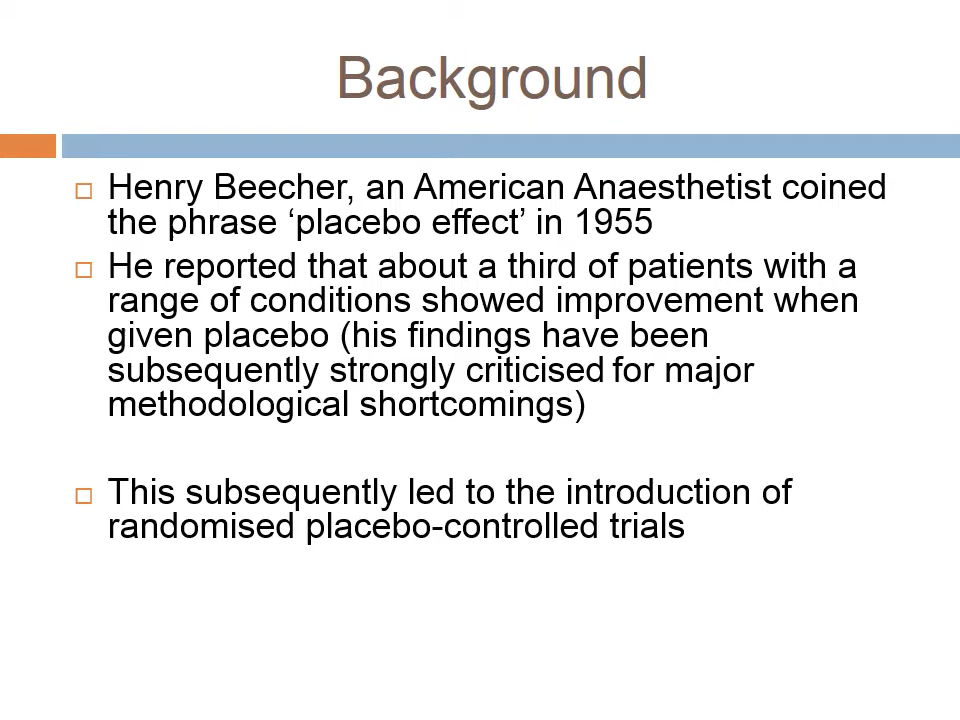 Background
Henry Beecher, an American Anaesthetist coined
the phrase ‘placebo effect’ in 1955
He reported that about a third of patients with a
range of conditions showed improvement when
given placebo (his findings have been
subsequently strongly criticised for major
methodological shortcomings)
This subsequently led to the introduction of
randomised placebo-controlled trials